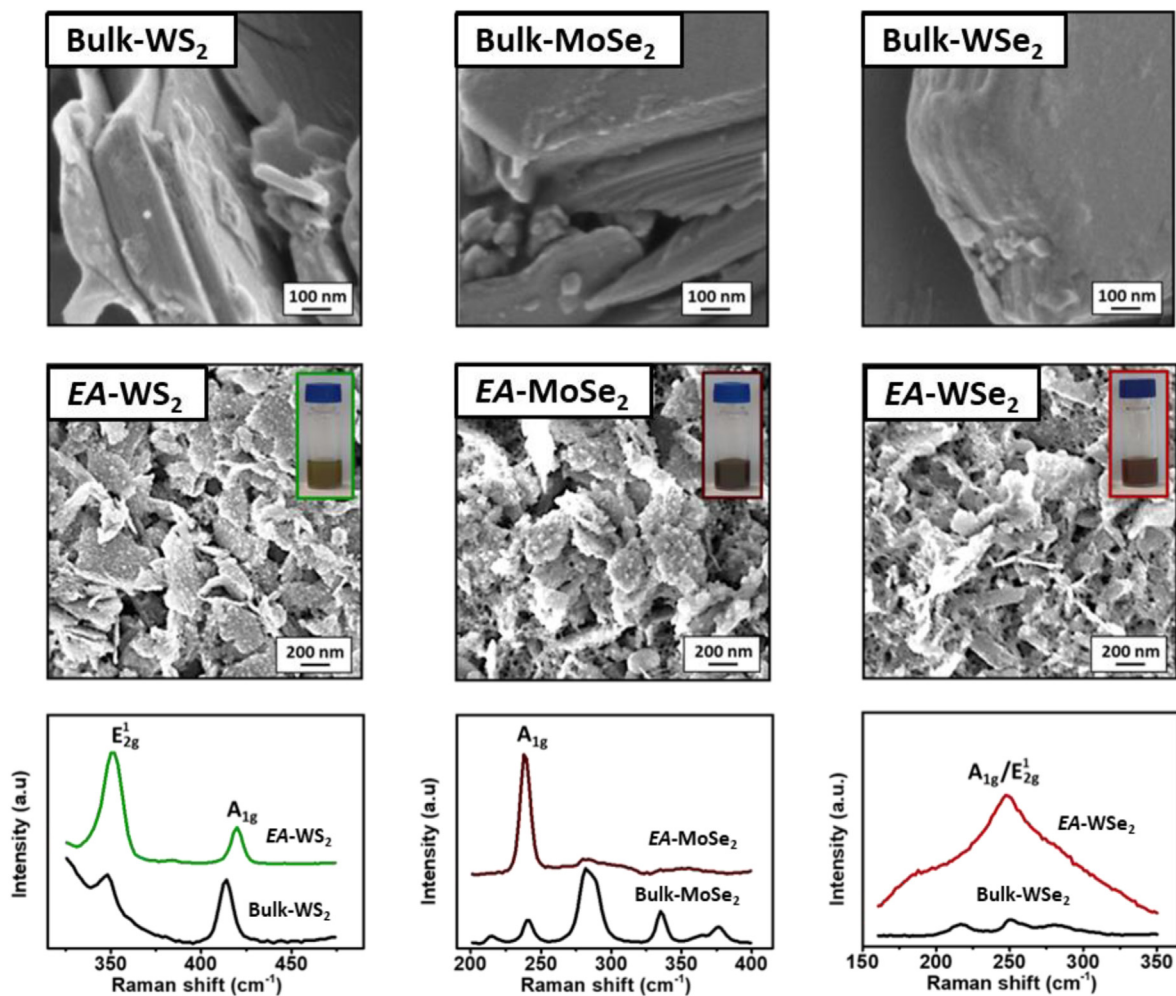 Bulk-WS₂
Bulk-MoSe₂
Bulk-WSe₂
100 nm
100 nm
100 nm
EA-WS₂
EA-MoSe₂
EA-WSe₂
200 nm
200 nm
200 nm
Intensity (a.u)
E¹₂g
A₁g
EA-WS₂
Bulk-WS₂
350 400 450
Raman shift (cm⁻¹)
Intensity (a.u)
A₁g
EA-MoSe₂
Bulk-MoSe₂
200 250 300 350 400
Raman shift (cm⁻¹)
Intensity (a.u.)
A₁g/E¹₂g
EA-WSe₂
Bulk-WSe₂
150 200 250 300 350
Raman shift (cm⁻¹)